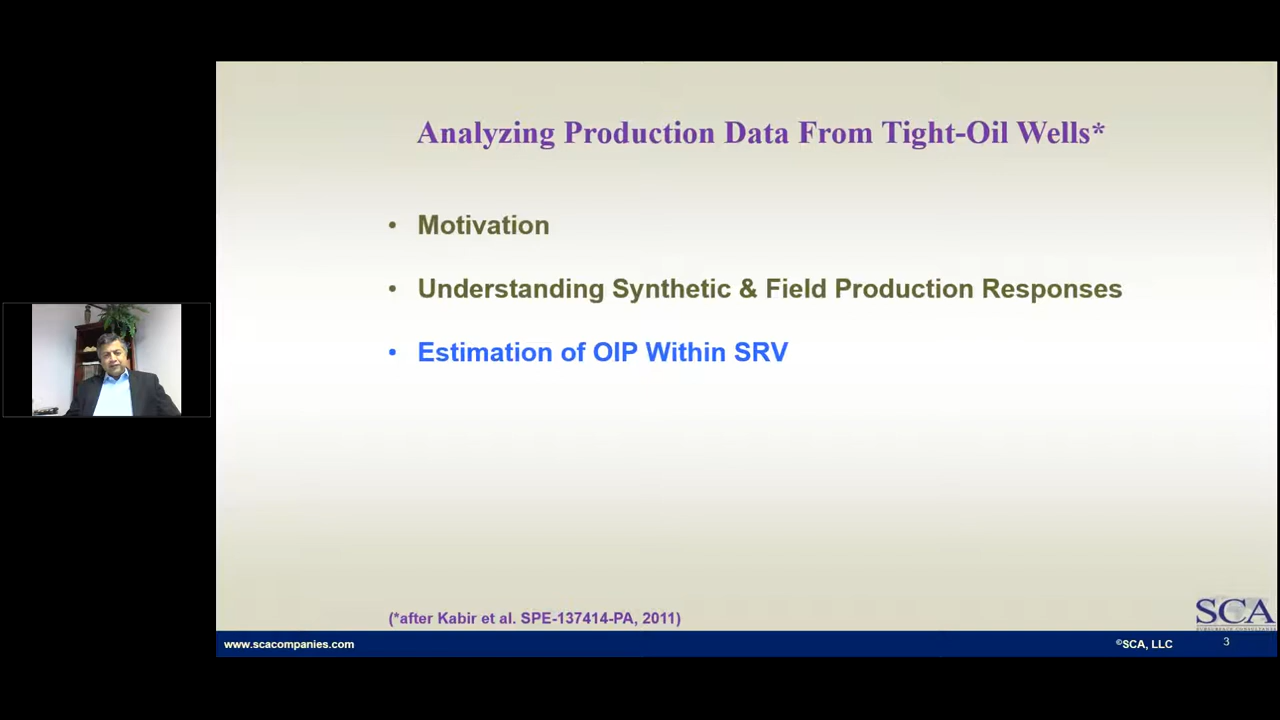 Analyzing Production Data From Tight-Oil Wells*
• Motivation
• Understanding Synthetic & Field Production Responses
• Estimation of OIP Within SRV
(*after Kabir et al. SPE-137414-PA, 2011)
SCA
www.scacompanies.com
©SCA, LLC
3